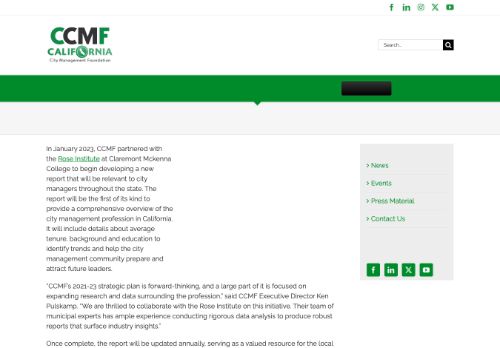 CCMF
CALIFORNIA
City Management Foundation
Search...
In January 2023, CCMF partnered with
the Rose Institute at Claremont Mckenna
College to begin developing a new
report that will be relevant to city
managers throughout the state. The
report will be the first of its kind to
provide a comprehensive overview of the
city management profession in California.
It will include details about average
tenure, background and education to
identify trends and help the city
management community prepare and
attract future leaders.
> News
> Events
> Press Material
> Contact Us
"CCMF's 2021-23 strategic plan is forward-thinking, and a large part of it is focused on
expanding research and data surrounding the profession," said CCMF Executive Director Ken
Pulskamp. "We are thrilled to collaborate with the Rose Institute on this initiative. Their team of
municipal experts has ample experience conducting rigorous data analysis to produce robust
reports that surface industry insights."
Once complete, the report will be updated annually, serving as a valued resource for the local